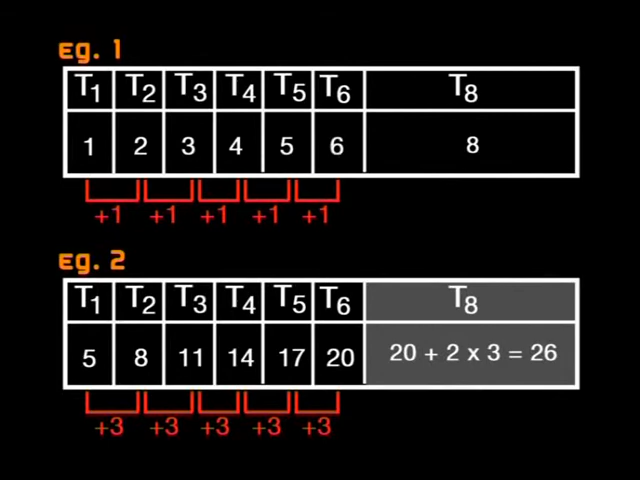 eg. 1
T1 T2 T3 T4 T5 T6 T8
1 2 3 4 5 6 8
+1 +1 +1 +1 +1
eg. 2
T1 T2 T3 T4 T5 T6 T8
5 8 11 14 17 20 20 + 2 x 3 = 26
+3 +3 +3 +3 +3